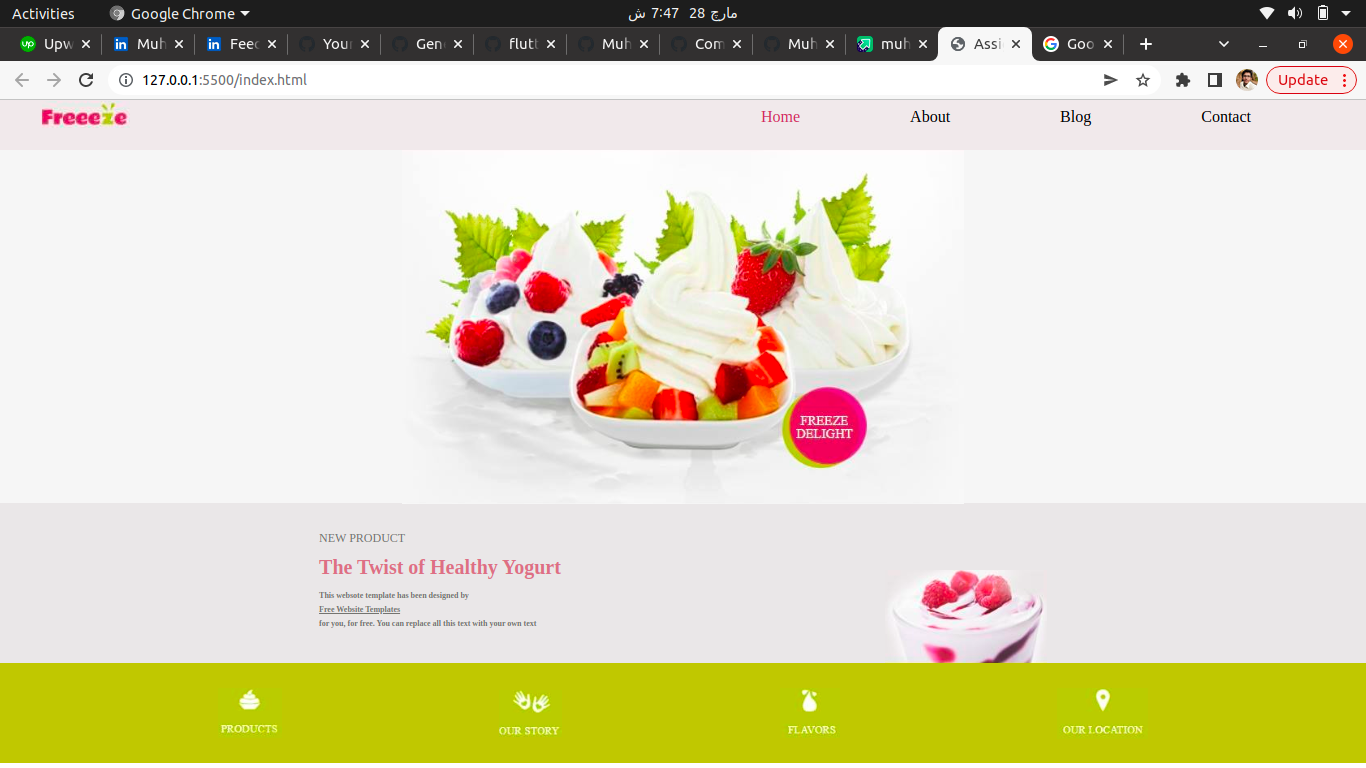 Activities Google Chrome مارچ 28 7:47 ش
Upw Muh Feed Your Gen flutt Muh Com Muh muh Assi Goo
127.0.0.1:5500/index.html Update
Freeeze Home About Blog Contact
FREEZE
DELIGHT
NEW PRODUCT
The Twist of Healthy Yogurt
This websote template has been designed by
Free Website Templates
for you, for free. You can replace all this text with your own text
PRODUCTS OUR STORY FLAVORS OUR LOCATION